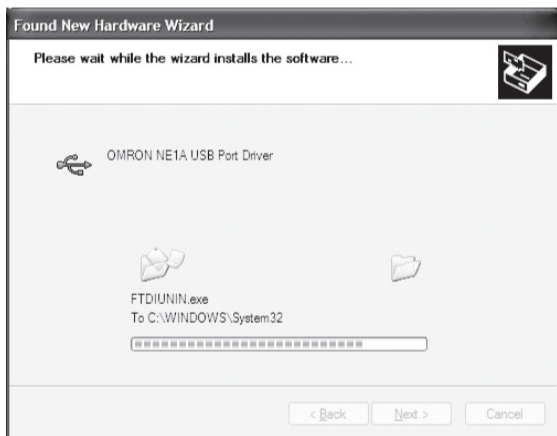 Found New Hardware Wizard
Please wait while the wizard installs the software...
OMRON NE1A USB Port Driver
FTDIUNIN.exe
To C:\WINDOWS\System32
< Back
Next >
Cancel